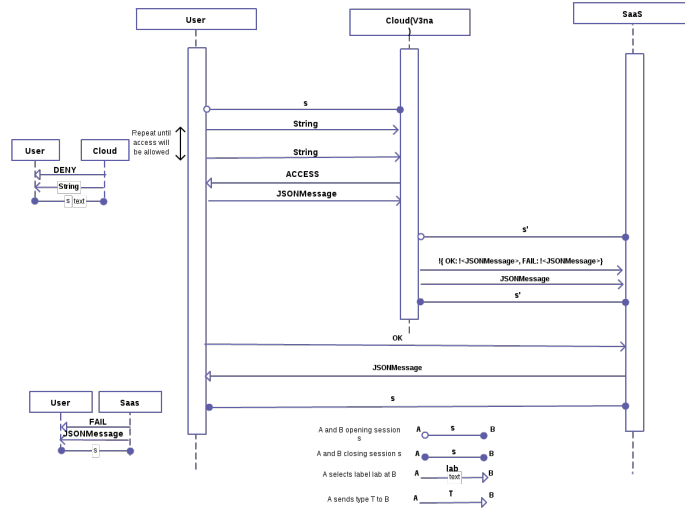 User
Cloud(V3na
)
SaaS
s
String
Repeat until
access will
be allowed
String
User
Cloud
DENY
String
s text
ACCESS
JSONMessage
s'
!{ OK: !<JSONMessage>, FAIL: !<JSONMessage>}
JSONMessage
s'
OK
JSONMessage
s
User
Saas
FAIL
JSONMessage
s
A and B opening session
s
A s B
A and B closing session s
A s B
A selects label lab at B
A lab B
text
A sends type T to B
A T B